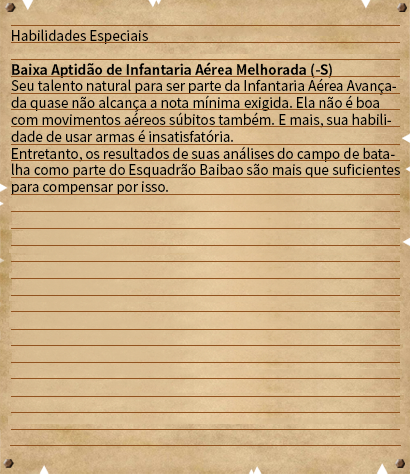 Habilidades Especiais
Baixa Aptidão de Infantaria Aérea Melhorada (-S)
Seu talento natural para ser parte da Infantaria Aérea Avança-
da quase não alcança a nota mínima exigida. Ela não é boa
com movimentos aéreos súbitos também. E mais, sua habili-
dade de usar armas é insatisfatória.
Entretanto, os resultados de suas análises do campo de bata-
lha como parte do Esquadrão Baibao são mais que suficientes
para compensar por isso.